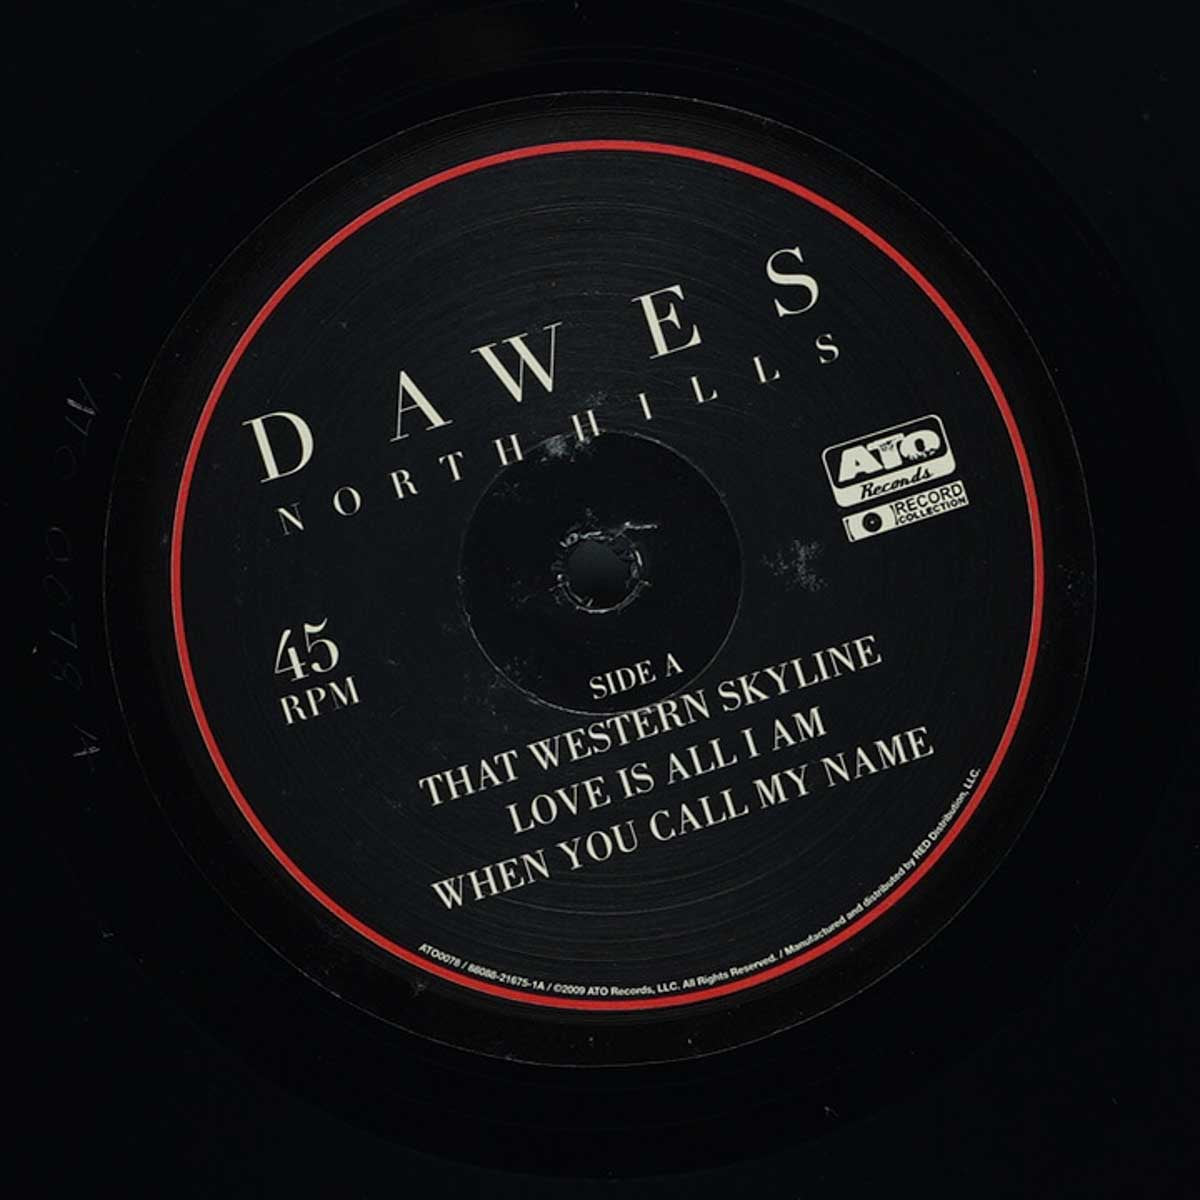 DAWES
NORTH HILLS
ATO
Records
RECORD
COLLECTION
45
RPM
SIDE A
THAT WESTERN SKYLINE
LOVE IS ALL I AM
WHEN YOU CALL MY NAME
ATO0078 / 88088-21675-1A / ©2009 ATO Records, LLC. All Rights Reserved. / Manufactured and distributed by RED Distribution, LLC.